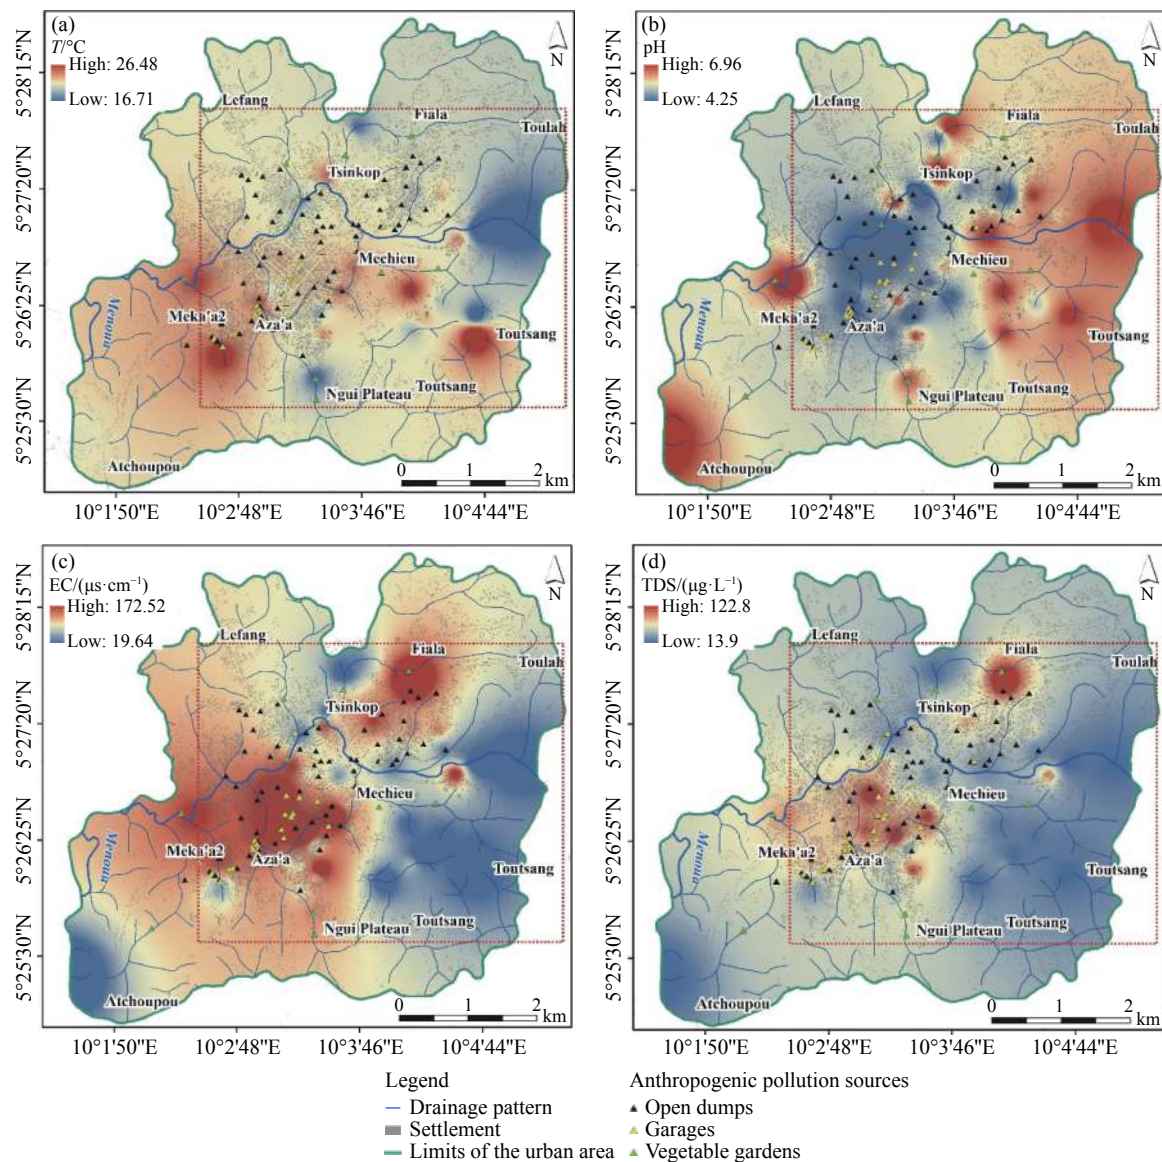 (a)
T/°C
High: 26.48
Low: 16.71
N
5°28'15"N
5°27'20"N
5°26'25"N
5°25'30"N
Lefang
Fiala
Toulah
Tsinkop
Mechieu
Menoua
Meka'a2
Aza'a
Toutsang
Ngui Plateau
Toutsang
Atchoupou
0 1 2
km
10°1'50"E 10°2'48"E 10°3'46"E 10°4'44"E
(b)
pH
High: 6.96
Low: 4.25
N
5°28'15"N
5°27'20"N
5°26'25"N
5°25'30"N
Lefang
Fiala
Toulah
Tsinkop
Mechieu
Menoua
Meka'a2
Aza'a
Toutsang
Ngui Plateau
Toutsang
Atchoupou
0 1 2
km
10°1'50"E 10°2'48"E 10°3'46"E 10°4'44"E
(c)
EC/(μs·cm⁻¹)
High: 172.52
Low: 19.64
N
5°28'15"N
5°27'20"N
5°26'25"N
5°25'30"N
Lefang
Fiala
Toulah
Tsinkop
Mechieu
Menoua
Meka'a2
Aza'a
Toutsang
Ngui Plateau
Toutsang
Atchoupou
0 1 2
km
10°1'50"E 10°2'48"E 10°3'46"E 10°4'44"E
(d)
TDS/(μg·L⁻¹)
High: 122.8
Low: 13.9
N
5°28'15"N
5°27'20"N
5°26'25"N
5°25'30"N
Lefang
Fiala
Toulah
Tsinkop
Mechieu
Menoua
Meka'a2
Aza'a
Toutsang
Ngui Plateau
Toutsang
Atchoupou
0 1 2
km
10°1'50"E 10°2'48"E 10°3'46"E 10°4'44"E
Legend
Drainage pattern
Settlement
Limits of the urban area
Anthropogenic pollution sources
Open dumps
Garages
Vegetable gardens